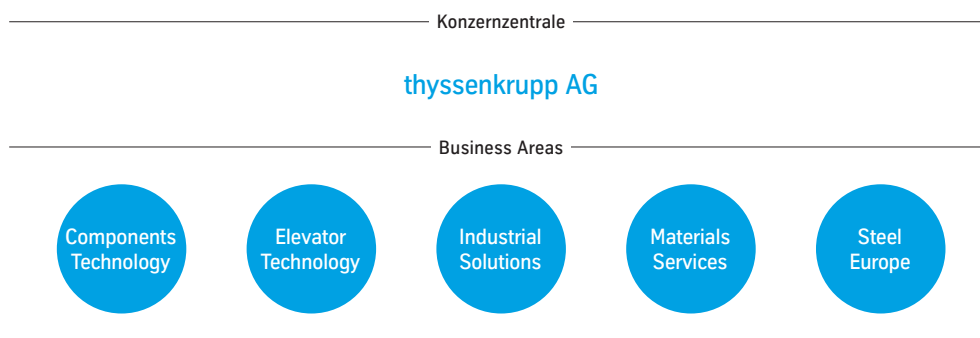 Konzernzentrale
thyssenkrupp AG
Business Areas
Components
Technology
Elevator
Technology
Industrial
Solutions
Materials
Services
Steel
Europe